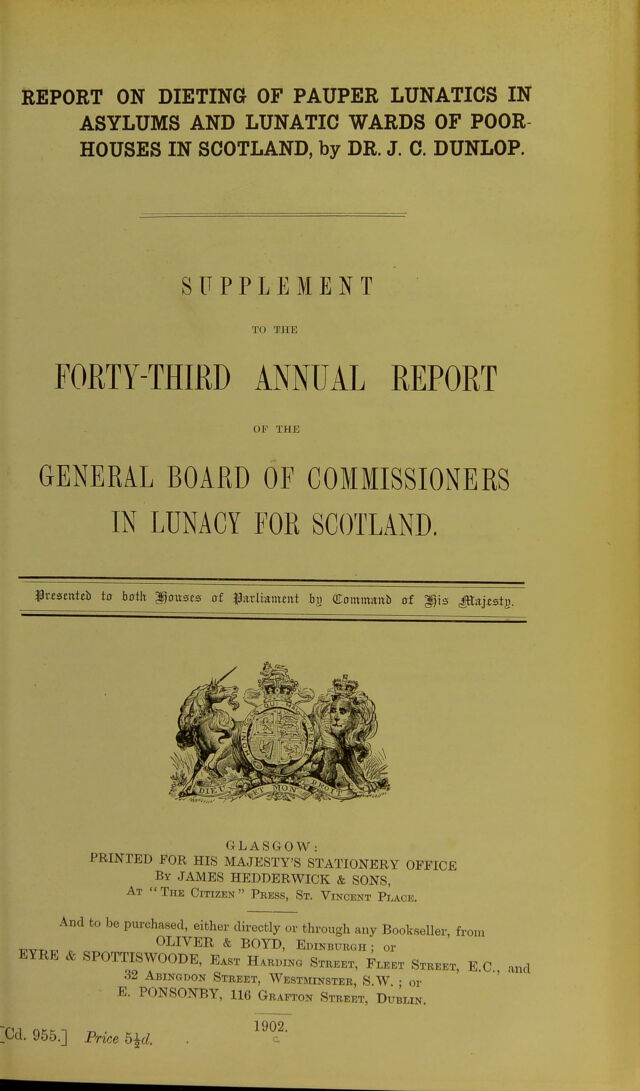 REPORT ON DIETING OF PAUPER LUNATICS IN
ASYLUMS AND LUNATIC WARDS OF POOR-
HOUSES IN SCOTLAND, by DR. J. C. DUNLOP.
SUPPLEMENT
TO THE
FORTY-THIRD ANNUAL REPORT
OF THE
GENERAL BOARD OF COMMISSIONERS
IN LUNACY FOR SCOTLAND.
Presented to both Houses of Parliament by Command of His Majesty.
DIEU ET MON DROIT
GLASGOW:
PRINTED FOR HIS MAJESTY'S STATIONERY OFFICE
BY JAMES HEDDERWICK & SONS,
AT "THE CITIZEN" PRESS, ST. VINCENT PLACE.
And to be purchased, either directly or through any Bookseller, from
OLIVER & BOYD, EDINBURGH; or
EYRE & SPOTTISWOODE, EAST HARDING STREET, FLEET STREET, E.C., and
32 ABINGDON STREET, WESTMINSTER, S.W.; or
E. PONSONBY, 116 GRAFTON STREET, DUBLIN.
1902.
[Cd. 955.] Price 5½d.